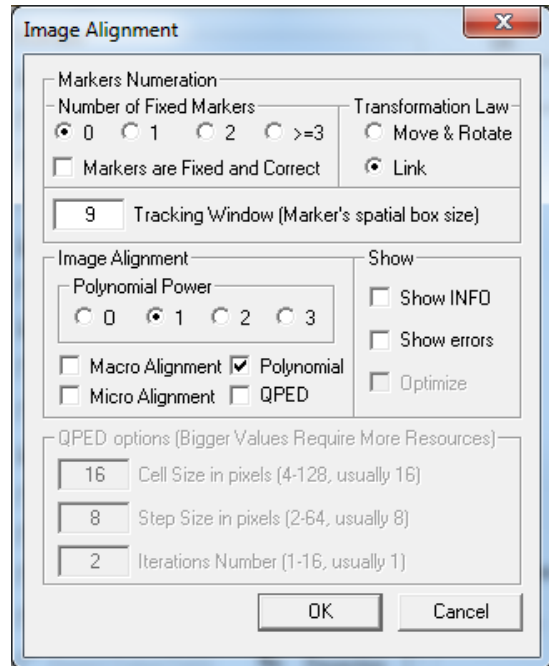 Image Alignment
Markers Numeration
Number of Fixed Markers
0 1 2 >=3
Markers are Fixed and Correct
Transformation Law
Move & Rotate
Link
9 Tracking Window (Marker's spatial box size)
Image Alignment
Polynomial Power
0 1 2 3
Macro Alignment Polynomial
Micro Alignment QPED
Show
Show INFO
Show errors
Optimize
QPED options (Bigger Values Require More Resources)
16 Cell Size in pixels (4-128, usually 16)
8 Step Size in pixels (2-64, usually 8)
2 Iterations Number (1-16, usually 1)
OK Cancel